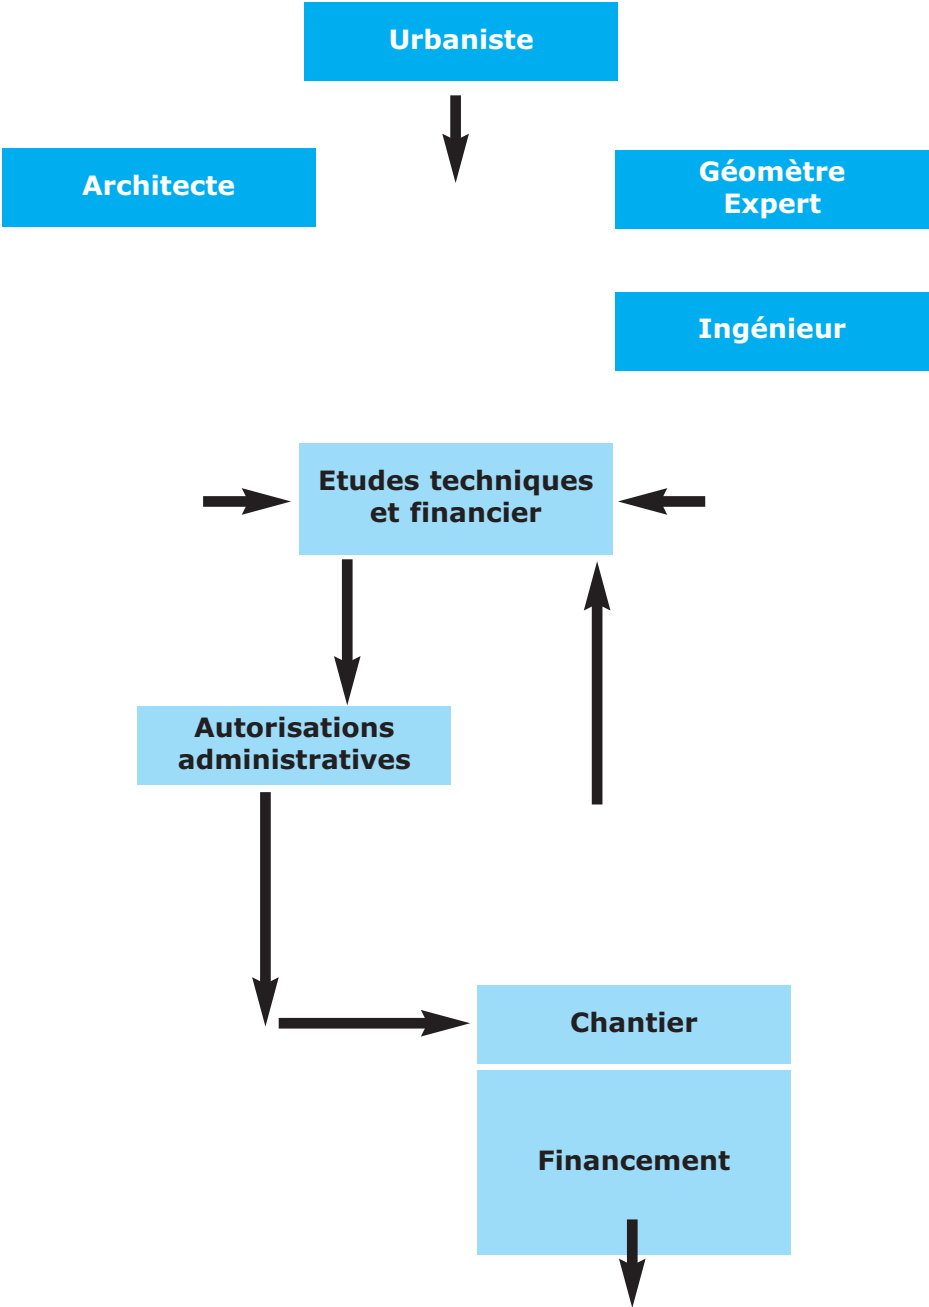 Urbaniste
Architecte
Géomètre
Expert
Ingénieur
Etudes techniques
et financier
Autorisations
administratives
Chantier
Financement